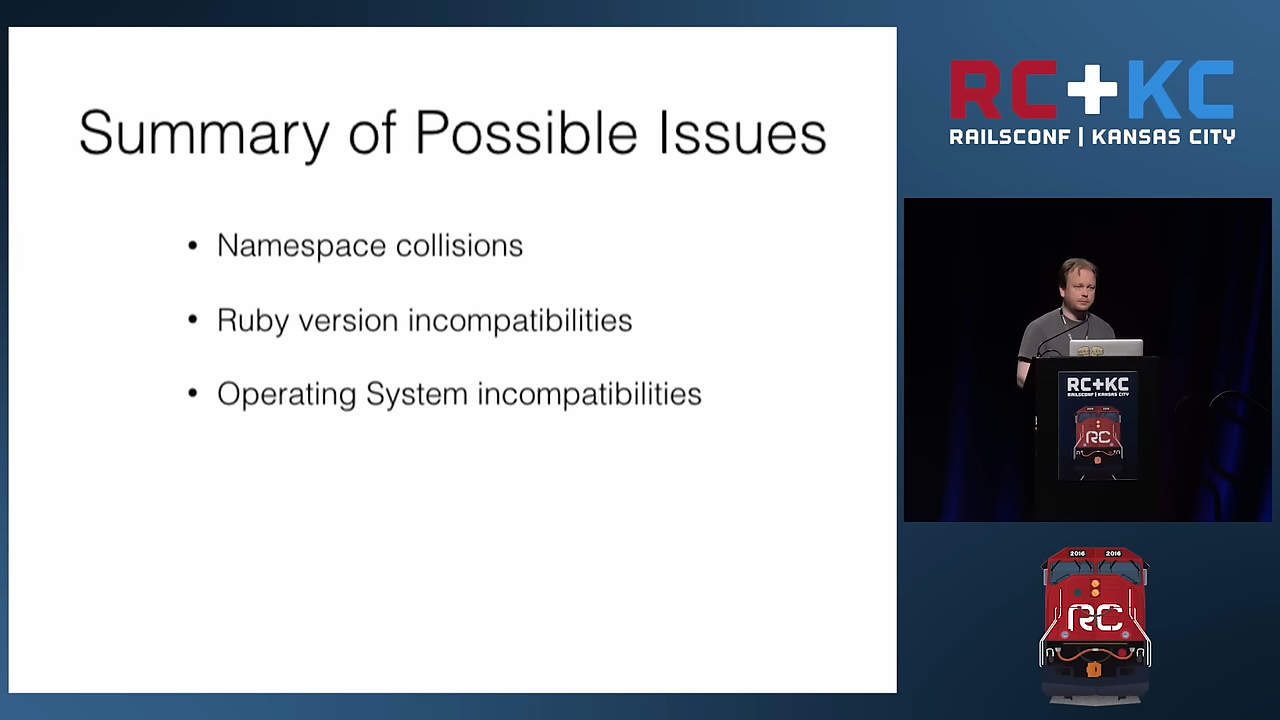 Summary of Possible Issues
• Namespace collisions
• Ruby version incompatibilities
• Operating System incompatibilities
RC+KC
RAILSCONF | KANSAS CITY
RC+KC
RAILSCONF | KANSAS CITY
RC
2016 2016
RC